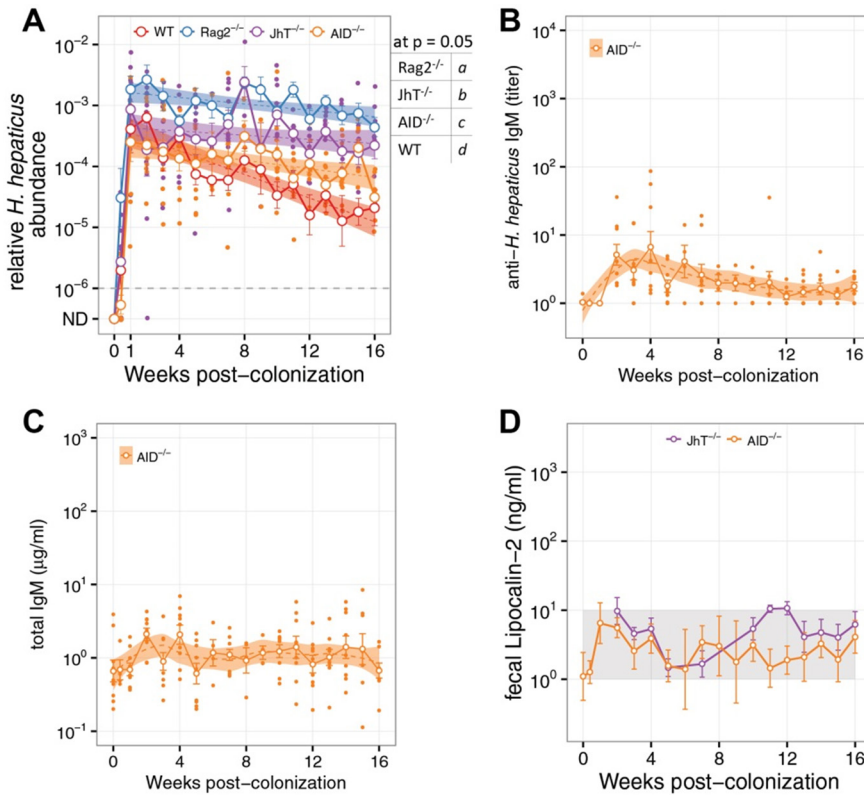 A
WT Rag2⁻/⁻ JhT⁻/⁻ AID⁻/⁻
at p = 0.05
Rag2⁻/⁻ a
JhT⁻/⁻ b
AID⁻/⁻ c
WT d
relative H. hepaticus
abundance
10⁻²
10⁻³
10⁻⁴
10⁻⁵
10⁻⁶
ND
0 1 4 8 12 16
Weeks post−colonization
B
AID⁻/⁻
anti−H. hepaticus IgM (titer)
10⁴
10³
10²
10¹
10⁰
0 4 8 12 16
Weeks post−colonization
C
AID⁻/⁻
total IgM (µg/ml)
10³
10²
10¹
10⁰
10⁻¹
0 4 8 12 16
Weeks post−colonization
D
JhT⁻/⁻ AID⁻/⁻
fecal Lipocalin−2 (ng/ml)
10³
10²
10¹
10⁰
0 4 8 12 16
Weeks post−colonization